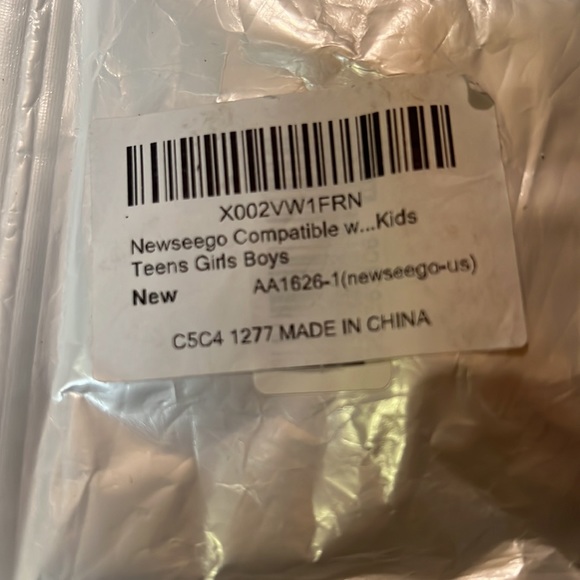 X002VW1FRN
Newseego Compatible w...Kids
Teens Girls Boys
New AA1626-1(newseego-us)
C5C4 1277 MADE IN CHINA